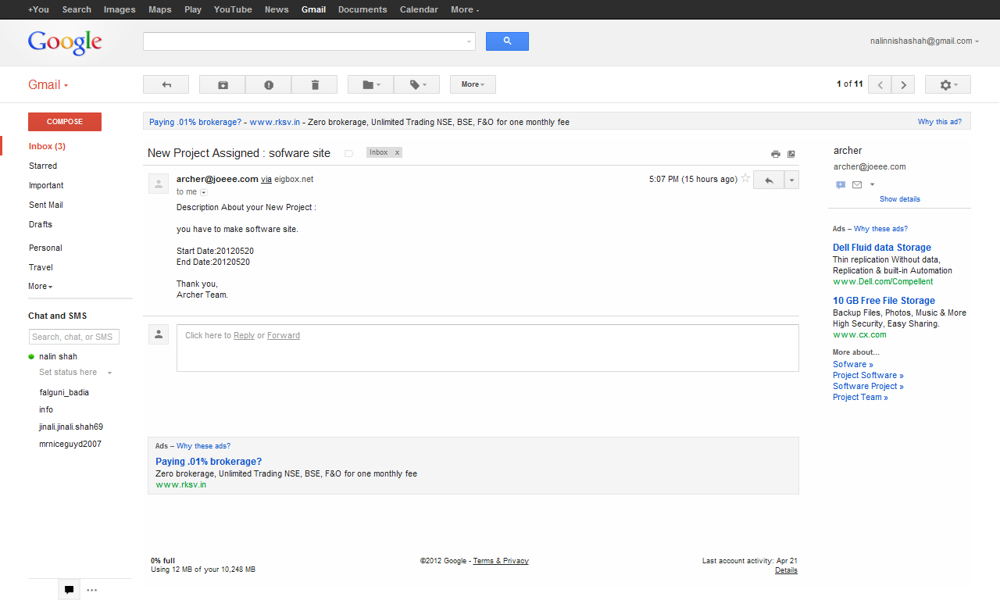 +You Search Images Maps Play YouTube News Gmail Documents Calendar More
Google
nalinnishashah@gmail.com
Gmail
More
1 of 11
COMPOSE
Inbox (3)
Starred
Important
Sent Mail
Drafts
Personal
Travel
More
Chat and SMS
Search, chat, or SMS
nalin shah
Set status here
falguni_badia
info
jinali.jinali.shah69
mrniceguyd2007
Paying .01% brokerage? - www.rksv.in - Zero brokerage, Unlimited Trading NSE, BSE, F&O for one monthly fee
Why this ad?
New Project Assigned : sofware site
Inbox x
archer@joeee.com via eigbox.net
5:07 PM (15 hours ago)
to me
Description About your New Project :
you have to make software site.
Start Date:20120520
End Date:20120520
Thank you,
Archer Team.
Click here to Reply or Forward
Ads – Why these ads?
Paying .01% brokerage?
Zero brokerage, Unlimited Trading NSE, BSE, F&O for one monthly fee
www.rksv.in
archer
archer@joeee.com
Show details
Ads – Why these ads?
Dell Fluid data Storage
Thin replication Without data,
Replication & built-in Automation
www.Dell.com/Compellent
10 GB Free File Storage
Backup Files, Photos, Music & More
High Security, Easy Sharing.
www.cx.com
More about...
Sofware »
Project Software »
Software Project »
Project Team »
0% full
Using 12 MB of your 10,248 MB
©2012 Google - Terms & Privacy
Last account activity: Apr 21
Details